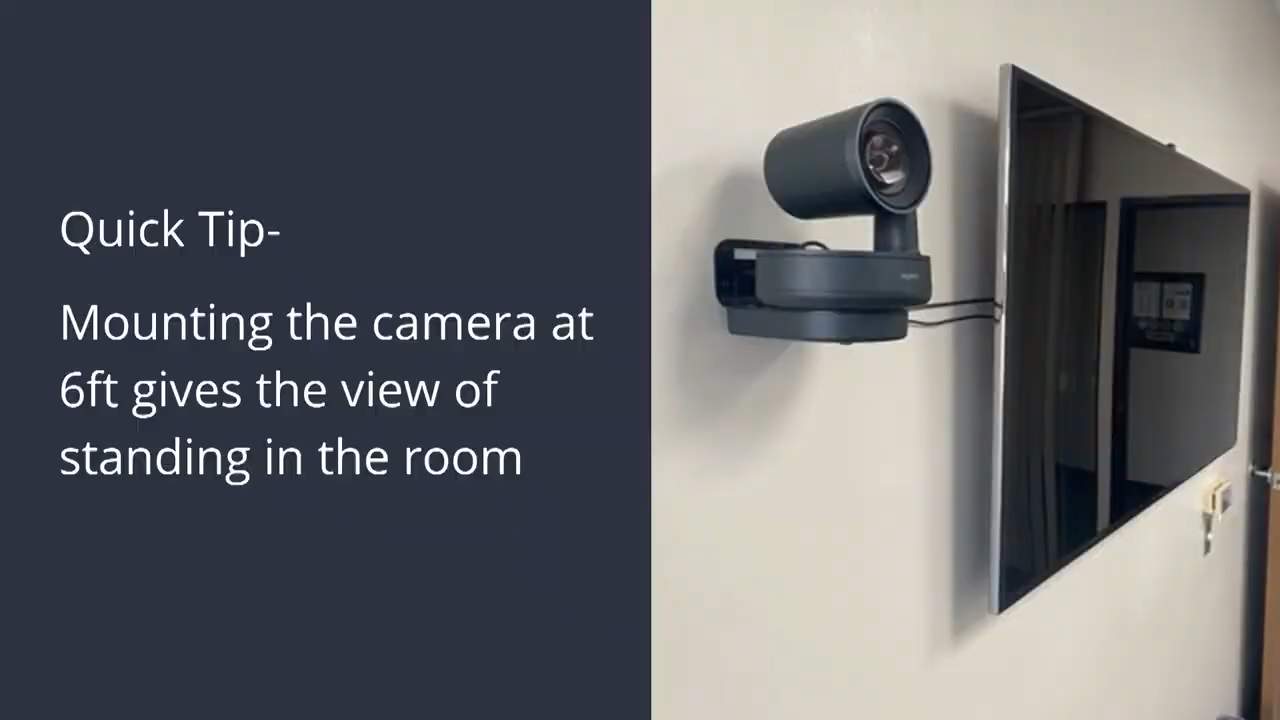 Quick Tip-
Mounting the camera at
6ft gives the view of
standing in the room